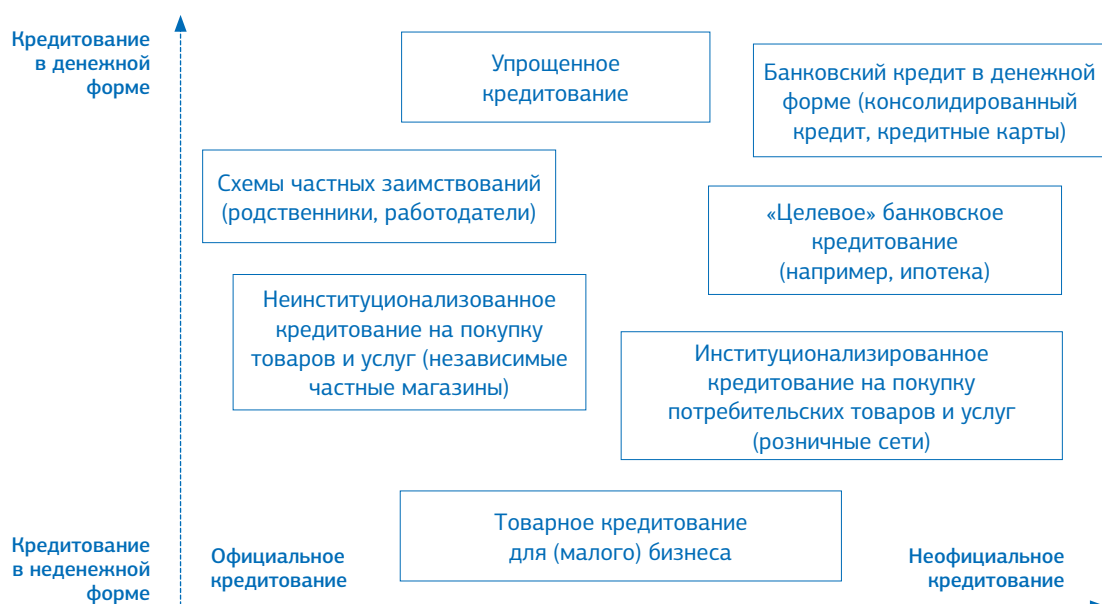 Кредитование
в денежной
форме
Упрощенное
кредитование
Банковский кредит в денежной
форме (консолидированный
кредит, кредитные карты)
Схемы частных заимствований
(родственники, работодатели)
«Целевое» банковское
кредитование
(например, ипотека)
Неинституционализованное
кредитование на покупку
товаров и услуг (независимые
частные магазины)
Институционализированное
кредитование на покупку
потребительских товаров и услуг
(розничные сети)
Товарное кредитование
для (малого) бизнеса
Кредитование
в неденежной
форме
Официальное
кредитование
Неофициальное
кредитование